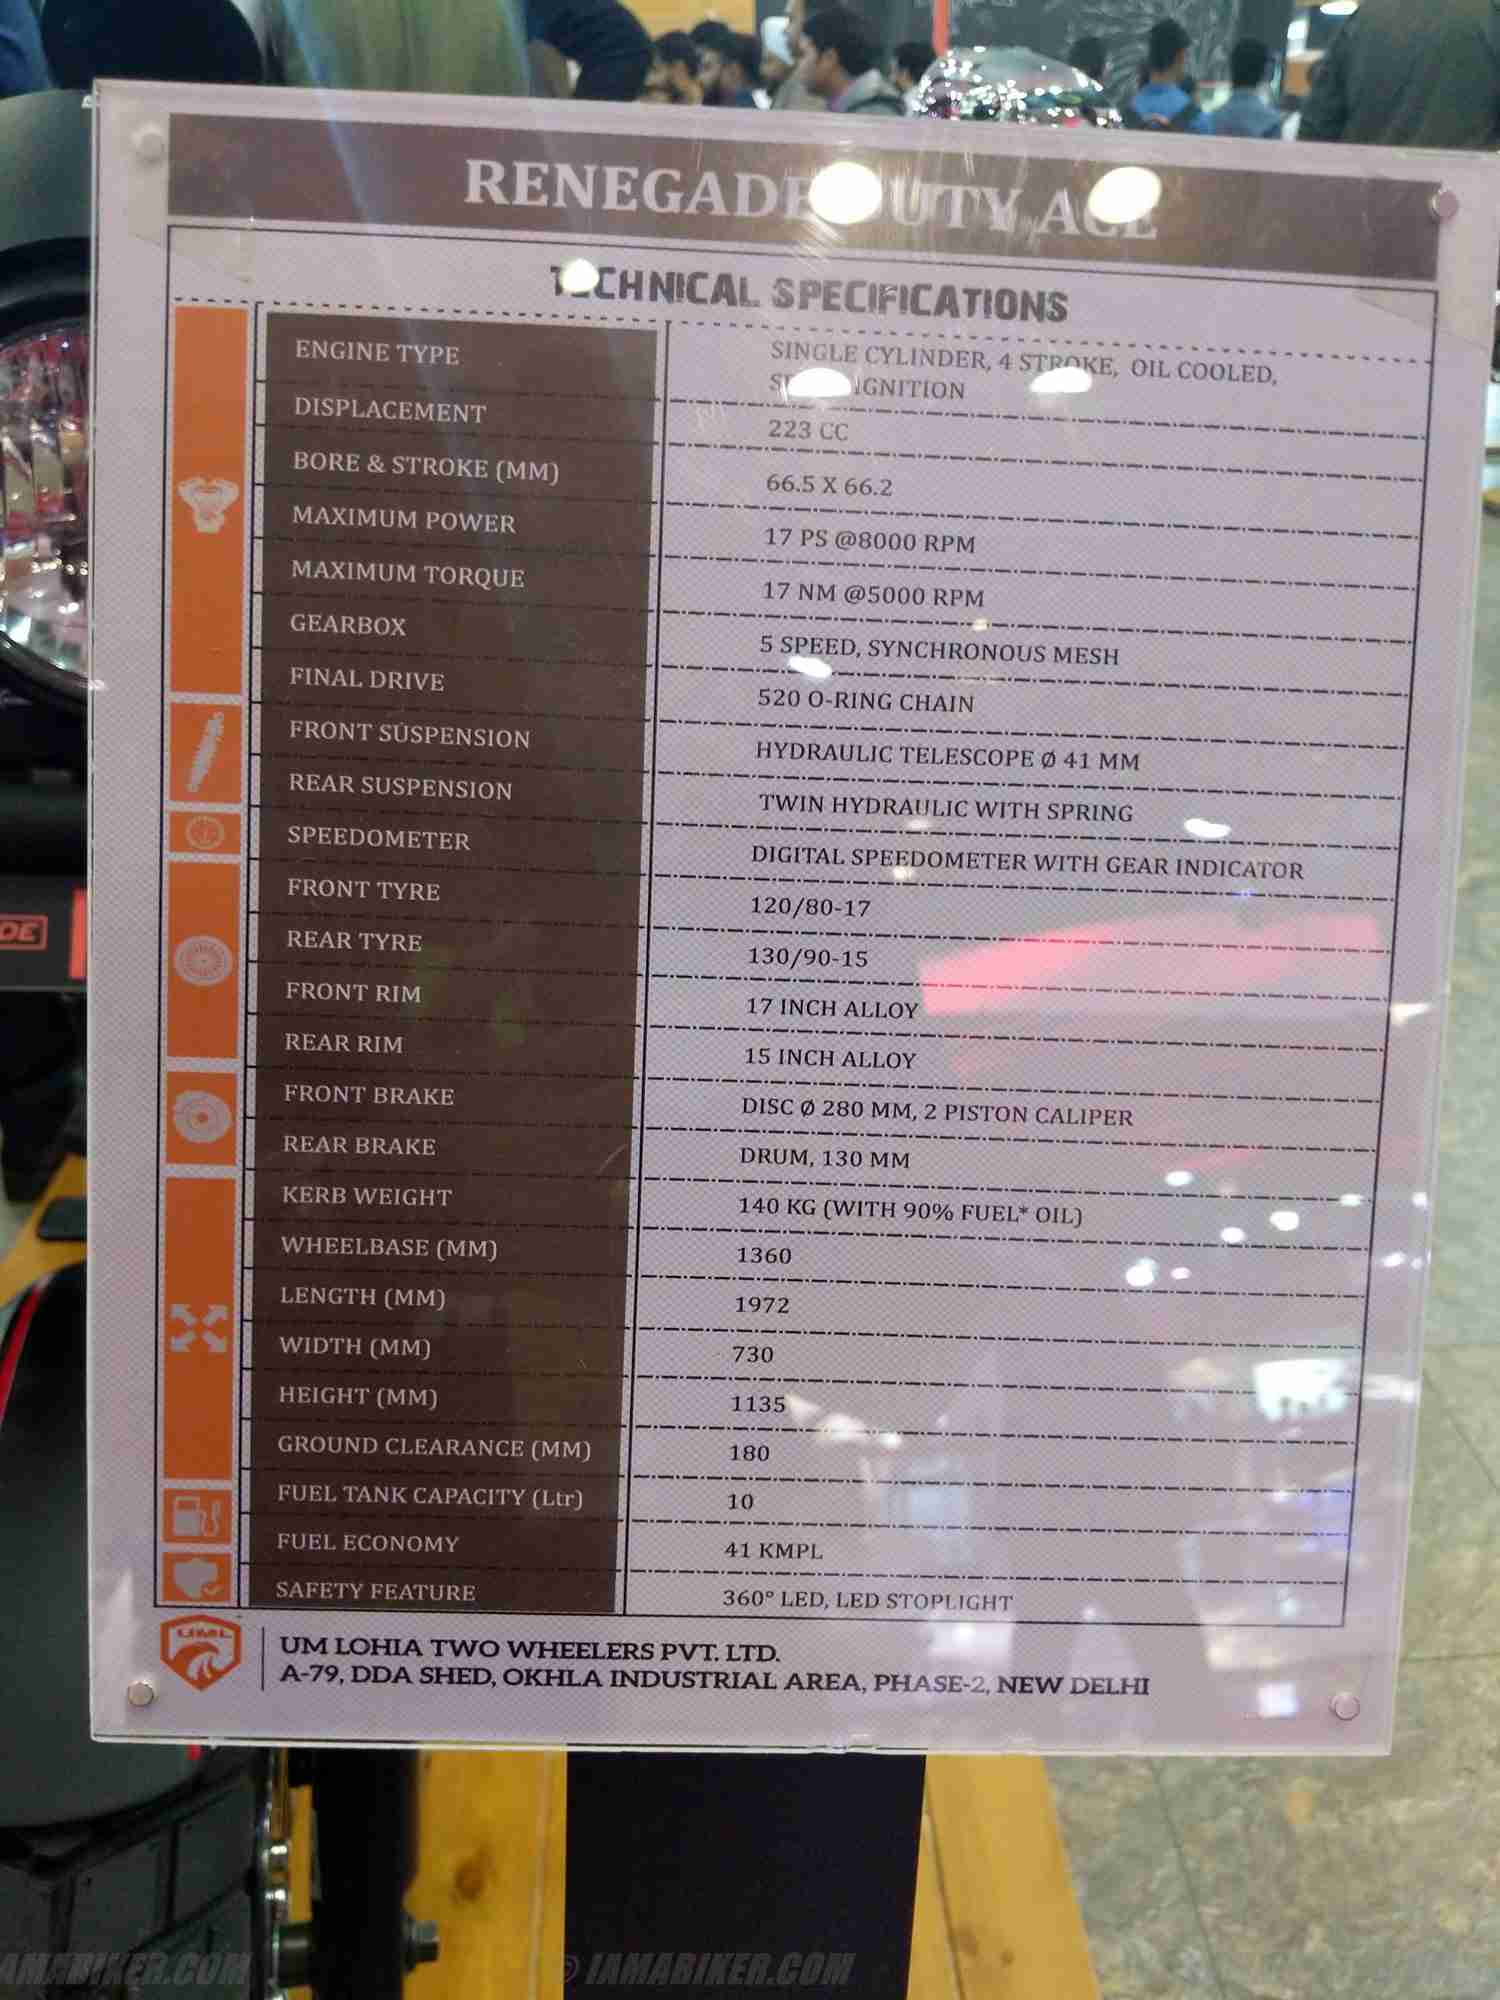 RENEGADE DUTY ACE
TECHNICAL SPECIFICATIONS
ENGINE TYPE SINGLE CYLINDER, 4 STROKE, OIL COOLED,
IGNITION
DISPLACEMENT 223 CC
BORE & STROKE (MM) 66.5 X 66.2
MAXIMUM POWER 17 PS @8000 RPM
MAXIMUM TORQUE 17 NM @5000 RPM
GEARBOX 5 SPEED, SYNCHRONOUS MESH
FINAL DRIVE 520 O-RING CHAIN
FRONT SUSPENSION HYDRAULIC TELESCOPE Ø 41 MM
REAR SUSPENSION TWIN HYDRAULIC WITH SPRING
SPEEDOMETER DIGITAL SPEEDOMETER WITH GEAR INDICATOR
FRONT TYRE 120/80-17
REAR TYRE 130/90-15
FRONT RIM 17 INCH ALLOY
REAR RIM 15 INCH ALLOY
FRONT BRAKE DISC Ø 280 MM, 2 PISTON CALIPER
REAR BRAKE DRUM, 130 MM
KERB WEIGHT 140 KG (WITH 90% FUEL* OIL)
WHEELBASE (MM) 1360
LENGTH (MM) 1972
WIDTH (MM) 730
HEIGHT (MM) 1135
GROUND CLEARANCE (MM) 180
FUEL TANK CAPACITY (Ltr) 10
FUEL ECONOMY 41 KMPL
SAFETY FEATURE 360° LED, LED STOPLIGHT
UML
UM LOHIA TWO WHEELERS PVT. LTD.
A-79, DDA SHED, OKHLA INDUSTRIAL AREA, PHASE-2, NEW DELHI
IAMABIKER.COM © IAMABIKER.COM